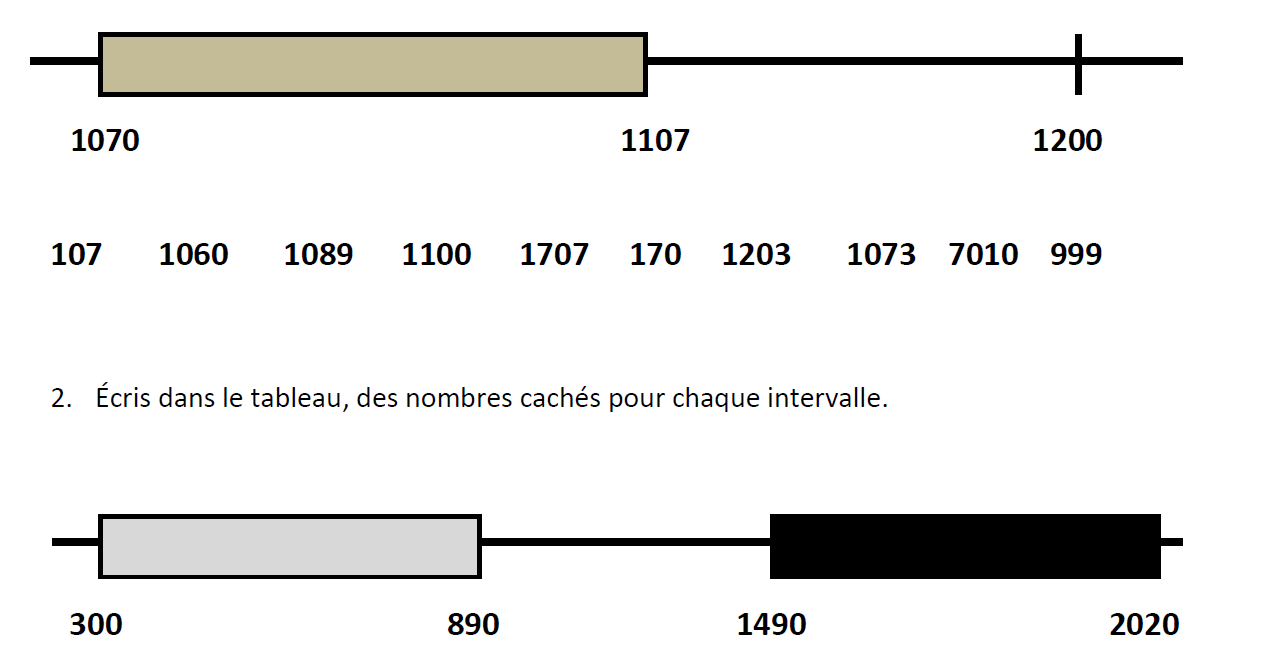 1070 1107 1200
107 1060 1089 1100 1707 170 1203 1073 7010 999
2. Écris dans le tableau, des nombres cachés pour chaque intervalle.
300 890 1490 2020